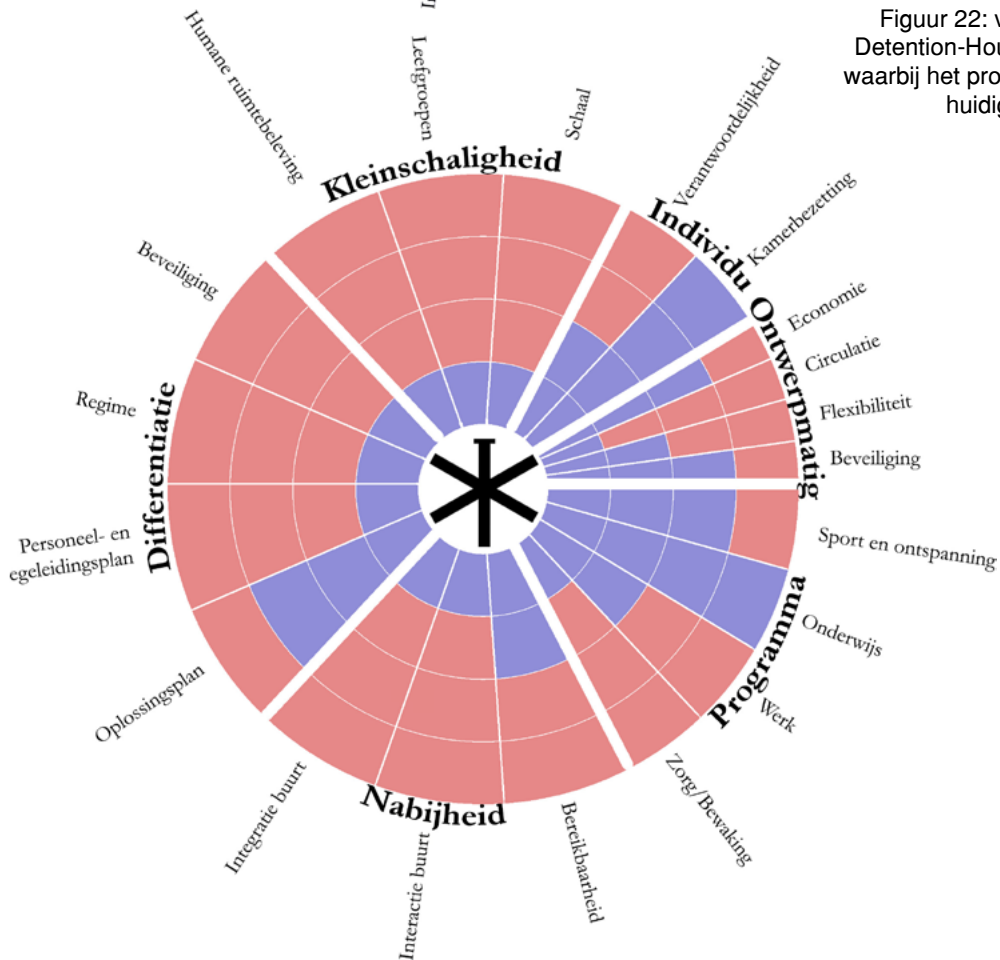 Figuur 22: v
Detention-Hou
waarbij het pro
huidig
Kleinschaligheid
Humane ruimtebeleving
Leefgroepen
Schaal
Individu
Verantwoordelijkheid
Kamerbezetting
Ontwerpmatig
Economie
Circulatie
Flexibiliteit
Beveiliging
Programma
Sport en ontspanning
Onderwijs
Werk
Zorg/Bewaking
Nabijheid
Bereikbaarheid
Interactie buurt
Integratie buurt
Differentiatie
Oplossingsplan
Personeel- en
egeleidingsplan
Regime
Beveiliging